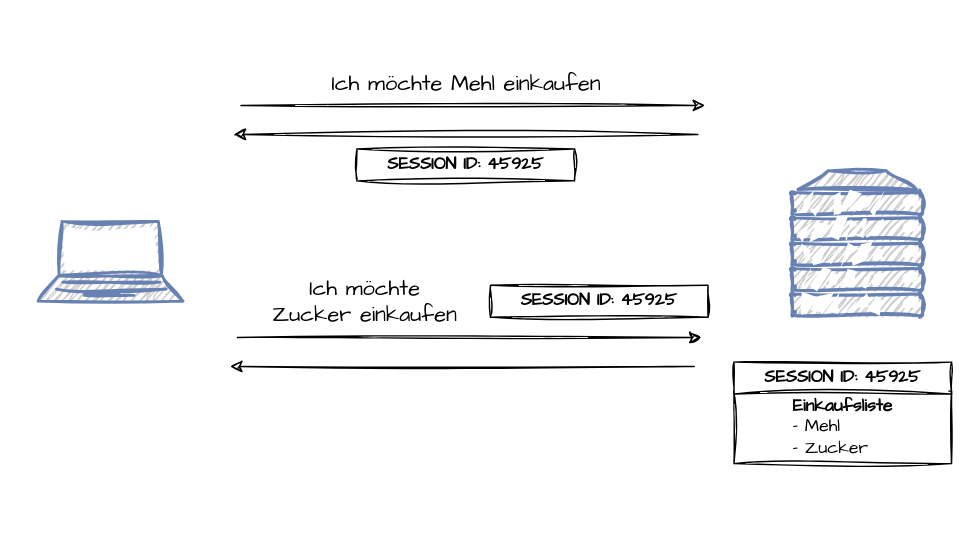 Ich möchte Mehl einkaufen
SESSION ID: 45925
Ich möchte
Zucker einkaufen
SESSION ID: 45925
SESSION ID: 45925
Einkaufsliste
- Mehl
- Zucker